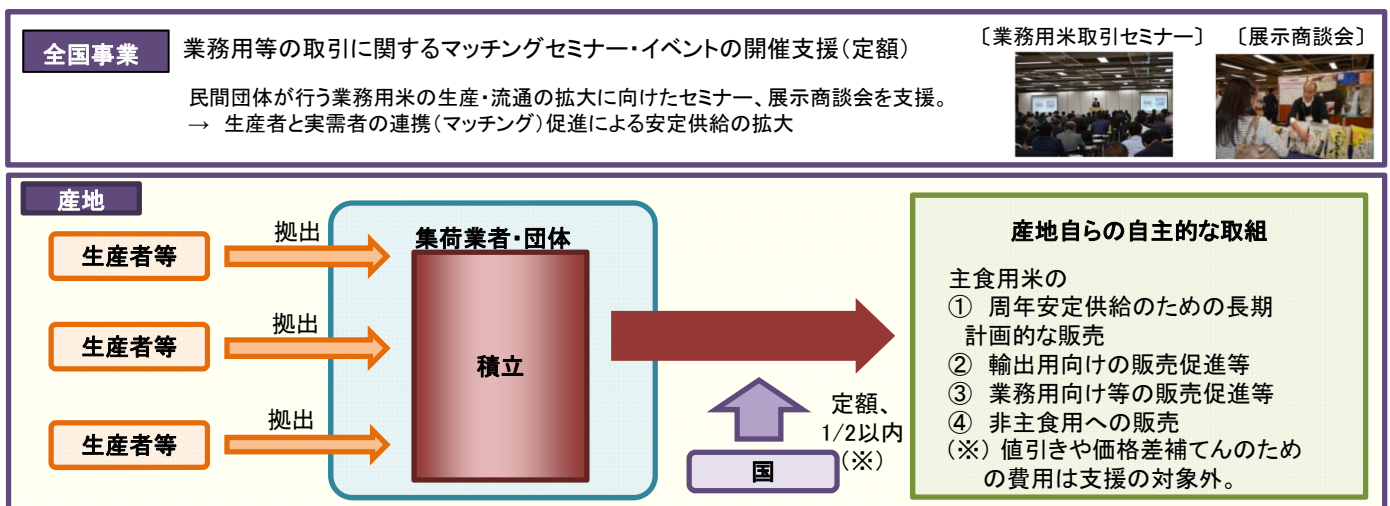 全国事業
業務用等の取引に関するマッチングセミナー・イベントの開催支援(定額)
〔業務用米取引セミナー〕
〔展示商談会〕
民間団体が行う業務用米の生産・流通の拡大に向けたセミナー、展示商談会を支援。
→ 生産者と実需者の連携(マッチング)促進による安定供給の拡大
産地
生産者等
拠出
生産者等
拠出
生産者等
拠出
集荷業者・団体
積立
定額、
1/2以内
(※)
国
産地自らの自主的な取組
主食用米の
① 周年安定供給のための長期
計画的な販売
② 輸出用向けの販売促進等
③ 業務用向け等の販売促進等
④ 非主食用への販売
(※) 値引きや価格差補てんのため
の費用は支援の対象外。